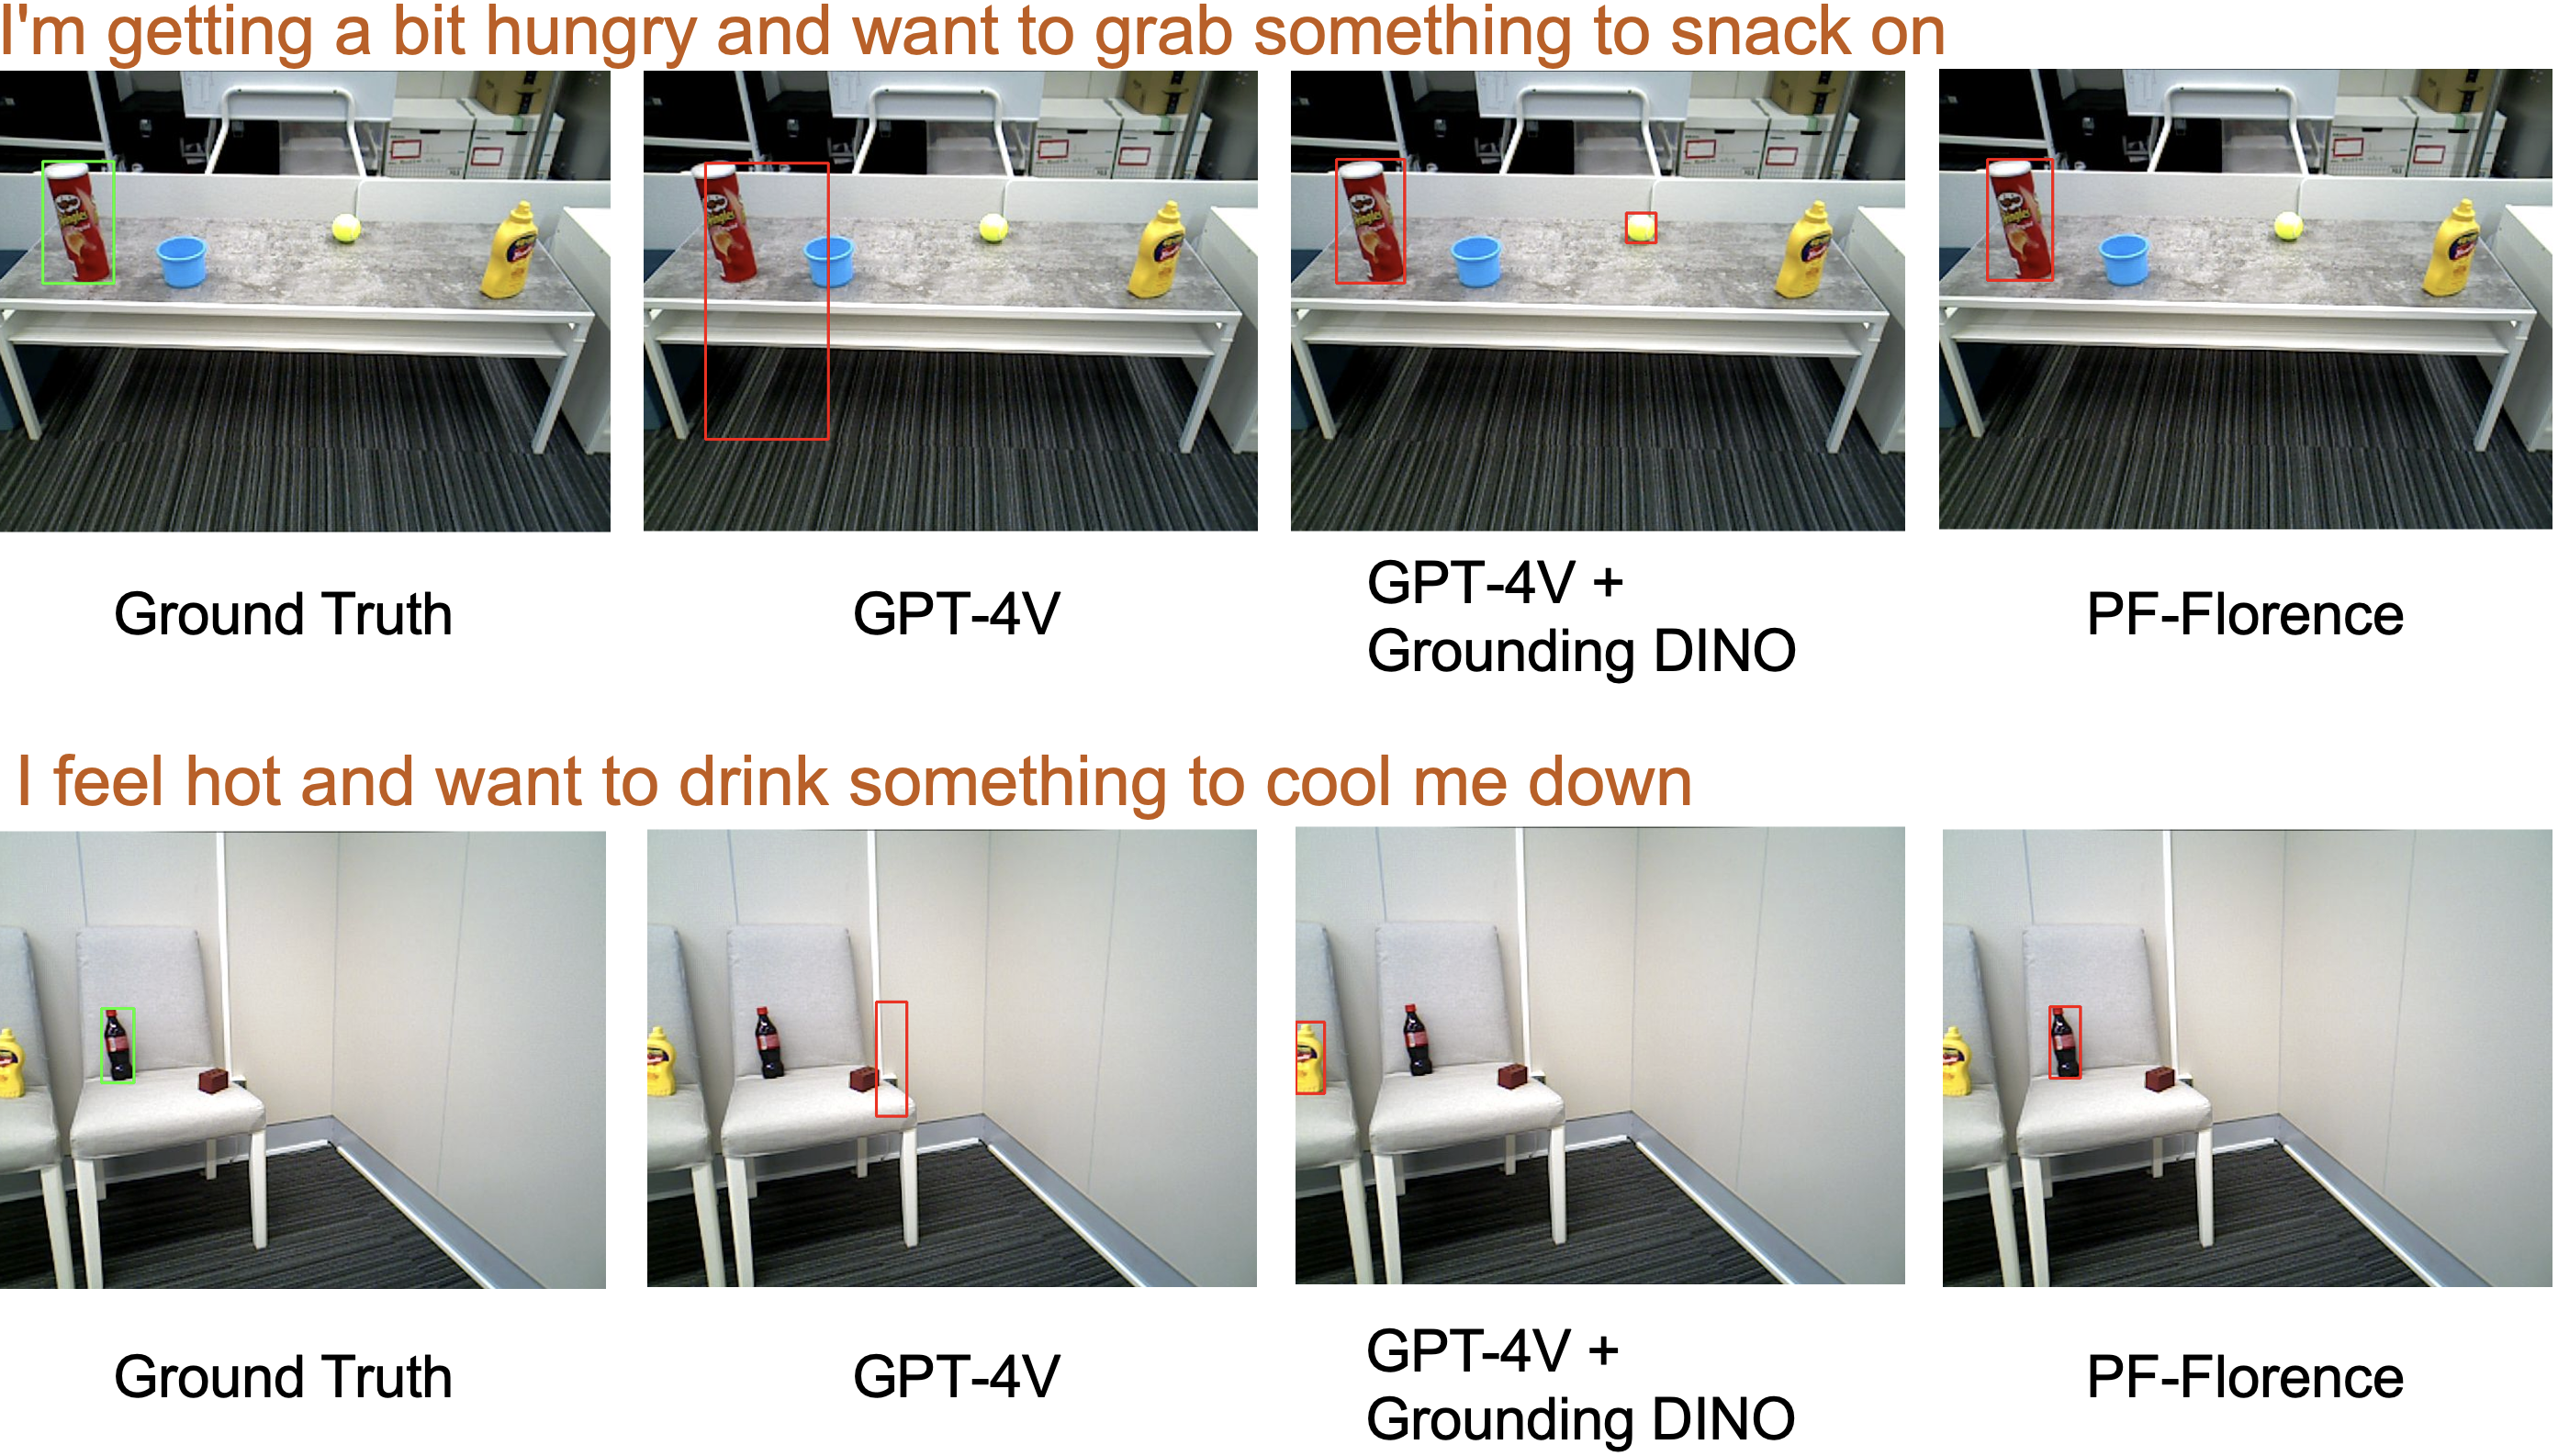 I'm getting a bit hungry and want to grab something to snack on
Ground Truth
GPT-4V
GPT-4V +
Grounding DINO
PF-Florence
I feel hot and want to drink something to cool me down
Ground Truth
GPT-4V
GPT-4V +
Grounding DINO
PF-Florence